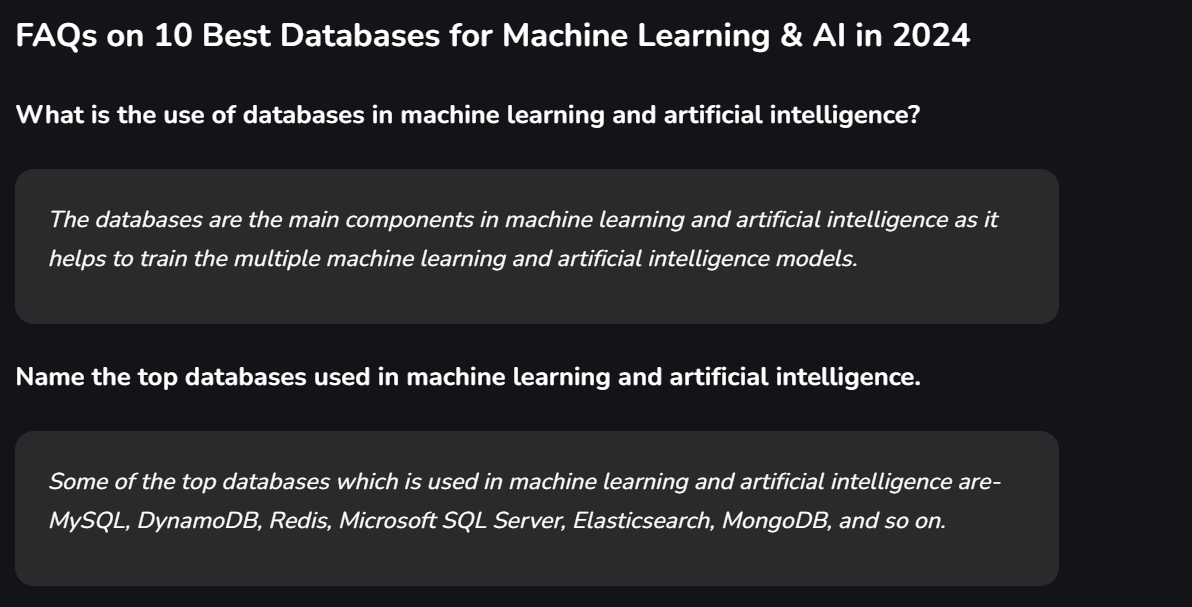 FAQs on 10 Best Databases for Machine Learning & AI in 2024
What is the use of databases in machine learning and artificial intelligence?
The databases are the main components in machine learning and artificial intelligence as it
helps to train the multiple machine learning and artificial intelligence models.
Name the top databases used in machine learning and artificial intelligence.
Some of the top databases which is used in machine learning and artificial intelligence are-
MySQL, DynamoDB, Redis, Microsoft SQL Server, Elasticsearch, MongoDB, and so on.